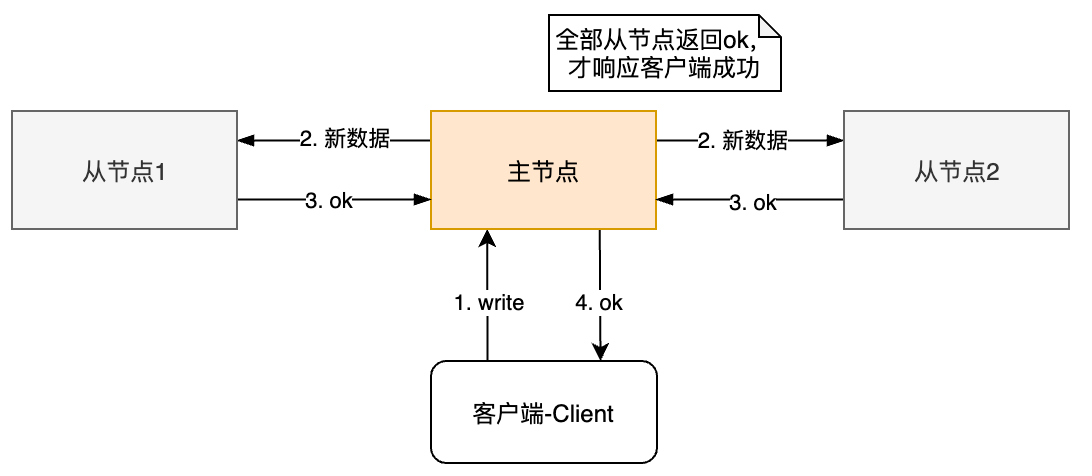 全部从节点返回ok，
才响应客户端成功
2. 新数据
2. 新数据
从节点1
主节点
从节点2
3. ok
3. ok
1. write
4. ok
客户端-Client